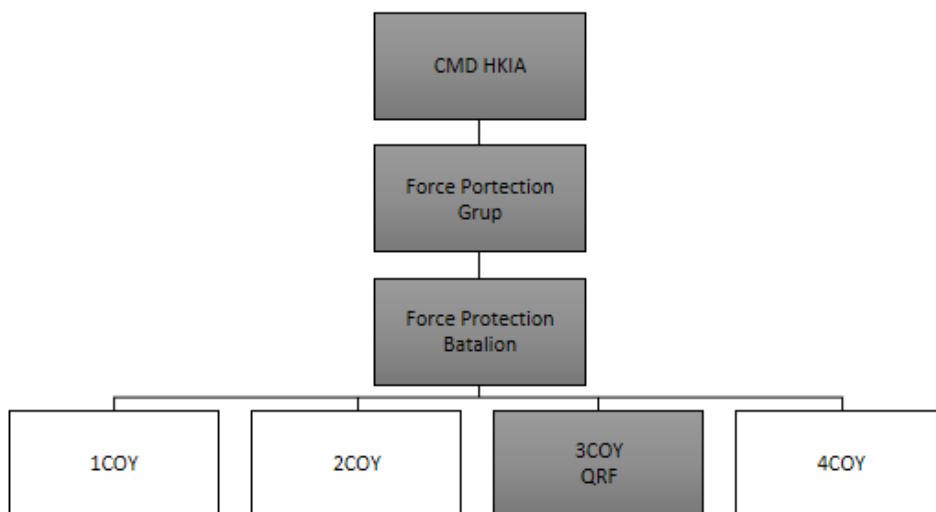 CMD HKIA
Force Portection
Grup
Force Protection
Batalion
1COY
2COY
3COY
QRF
4COY